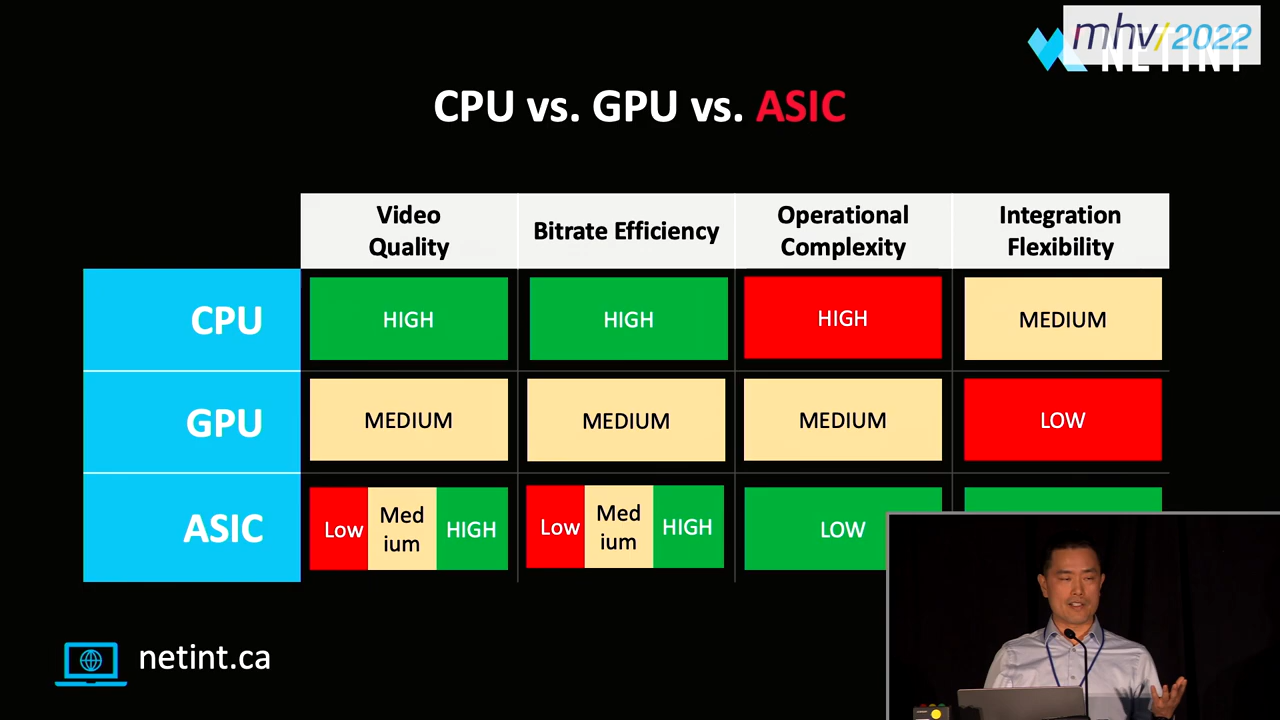 mhv/2022
NETINT
CPU vs. GPU vs. ASIC
Video
Quality
Bitrate Efficiency
Operational
Complexity
Integration
Flexibility
CPU
HIGH
HIGH
HIGH
MEDIUM
GPU
MEDIUM
MEDIUM
MEDIUM
LOW
ASIC
Low
Med
ium
HIGH
Low
Med
ium
HIGH
LOW
netint.ca